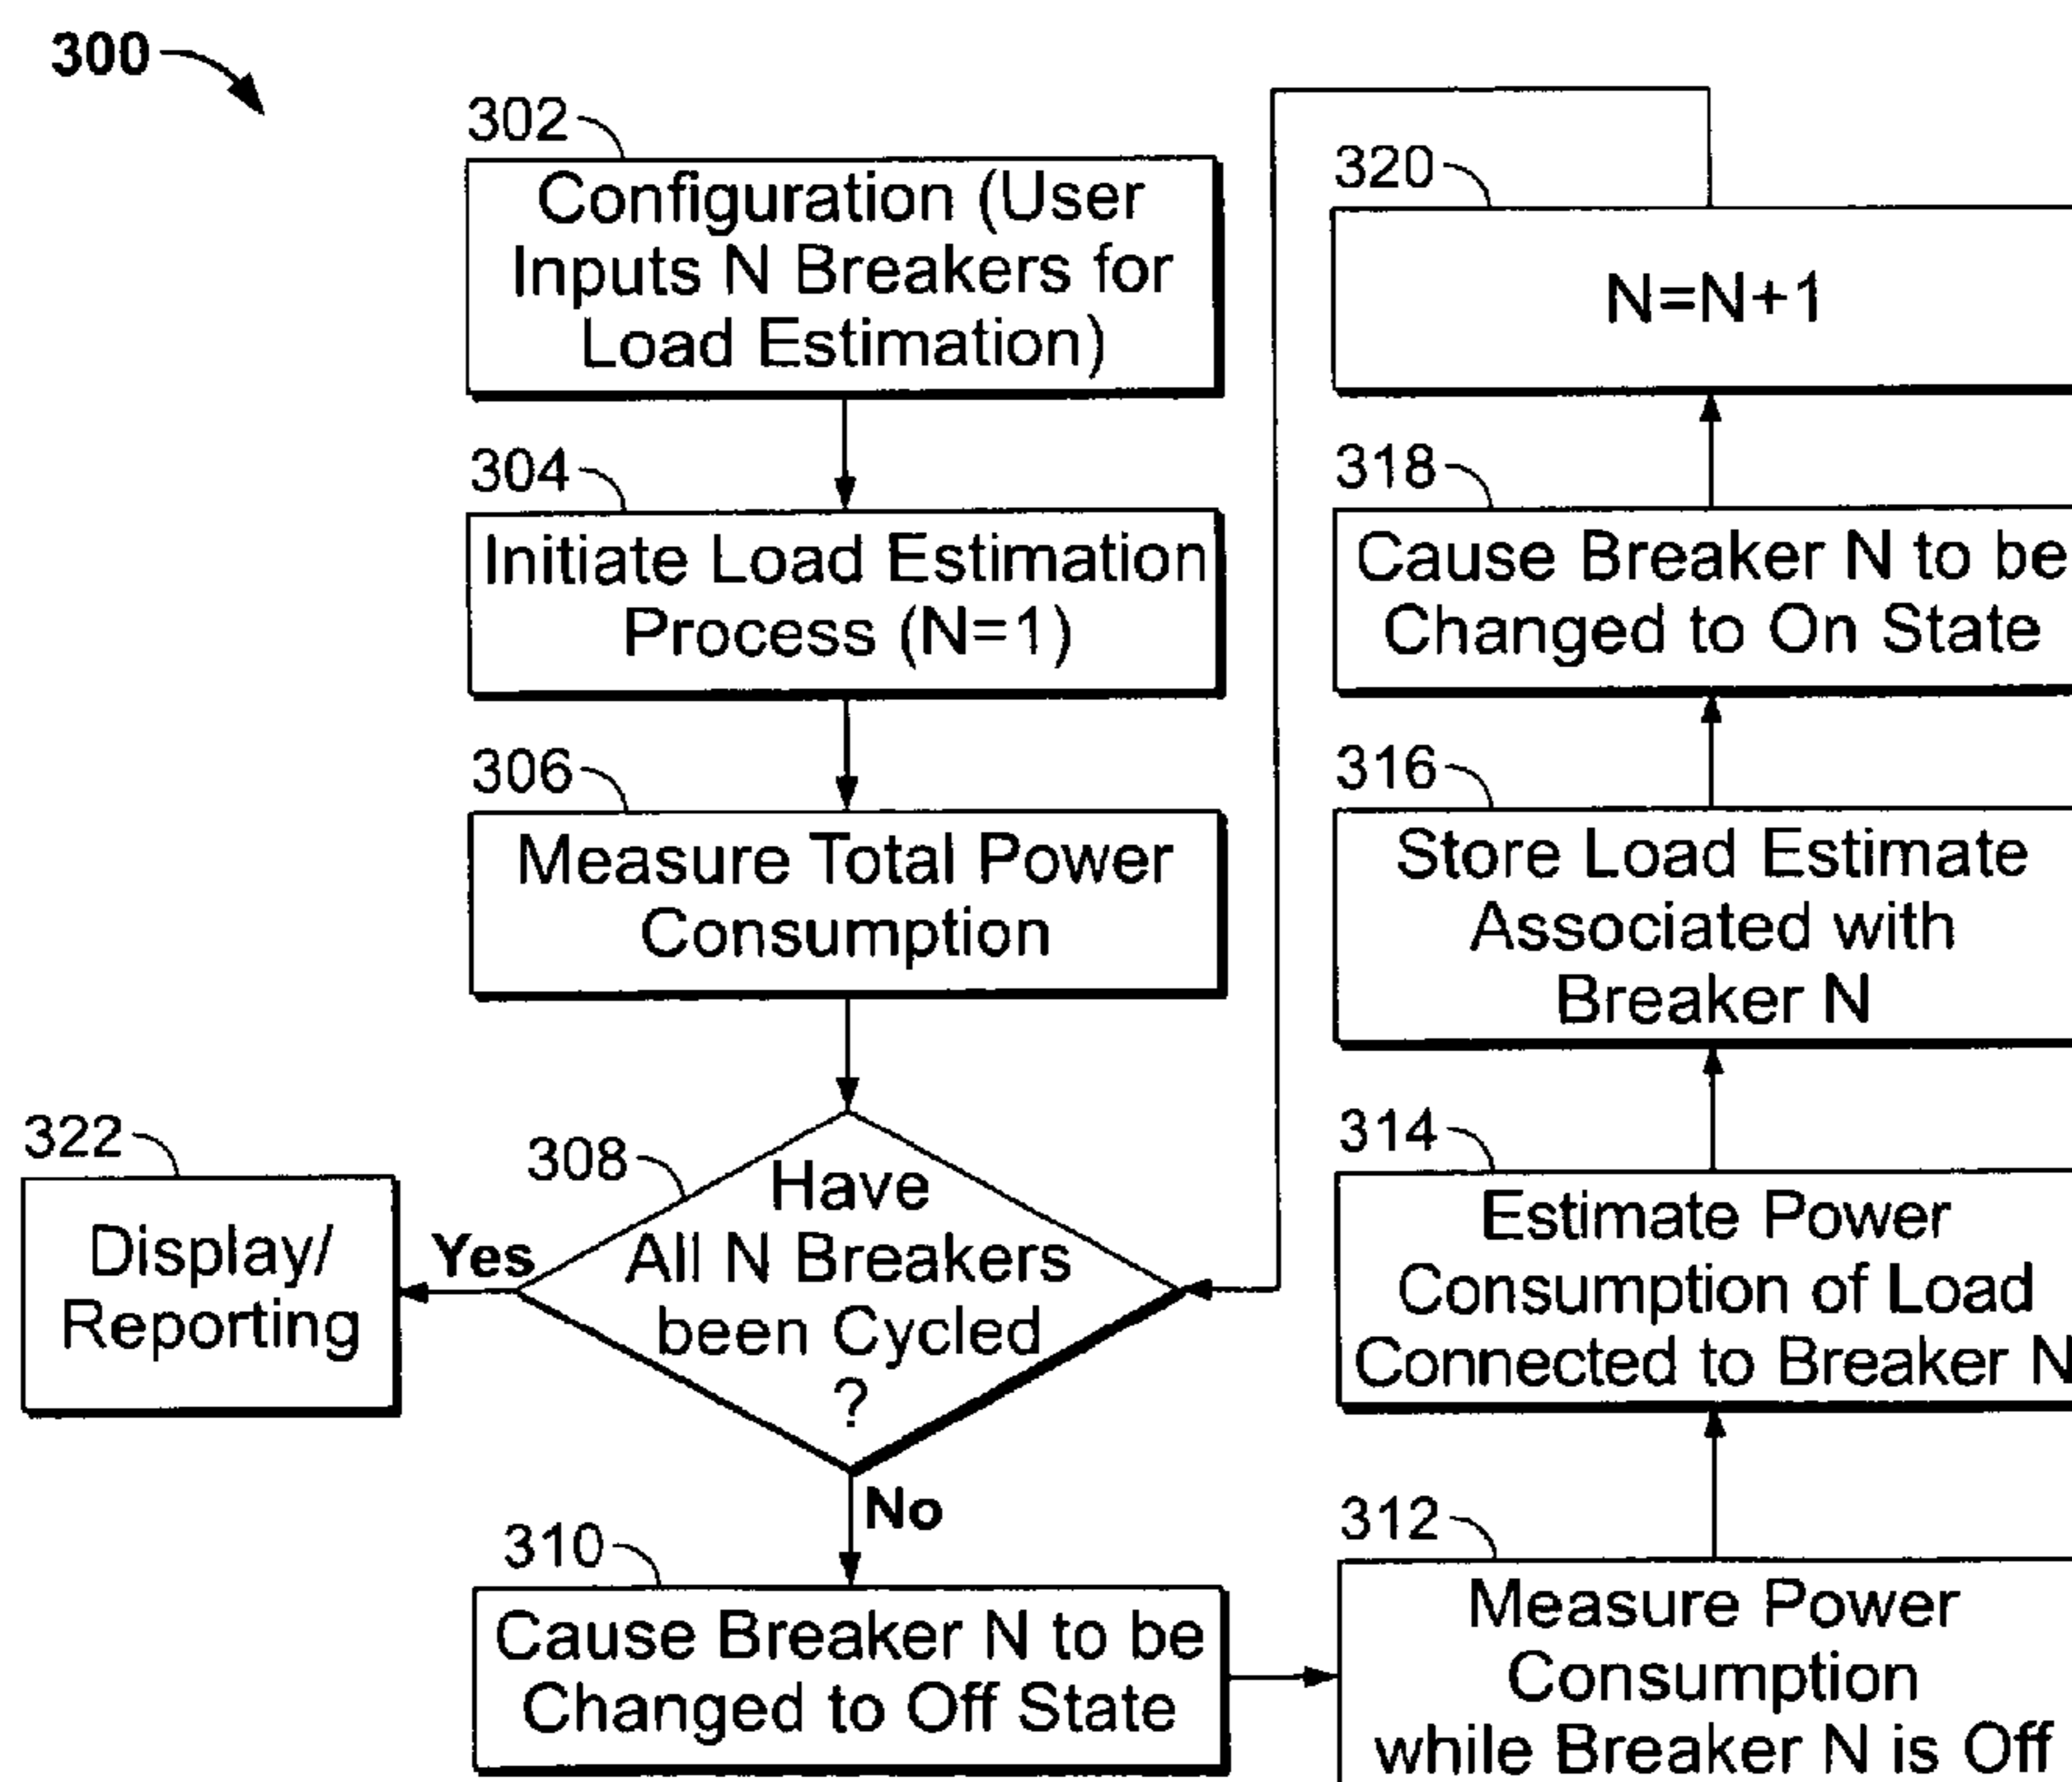 300
302
Configuration (User
Inputs N Breakers for
Load Estimation)
304
Initiate Load Estimation
Process (N=1)
306
Measure Total Power
Consumption
308
Have
All N Breakers
been Cycled
?
Yes
322
Display/
Reporting
No
310
Cause Breaker N to be
Changed to Off State
312
Measure Power
Consumption
while Breaker N is Off
314
Estimate Power
Consumption of Load
Connected to Breaker N
316
Store Load Estimate
Associated with
Breaker N
318
Cause Breaker N to be
Changed to On State
320
N=N+1